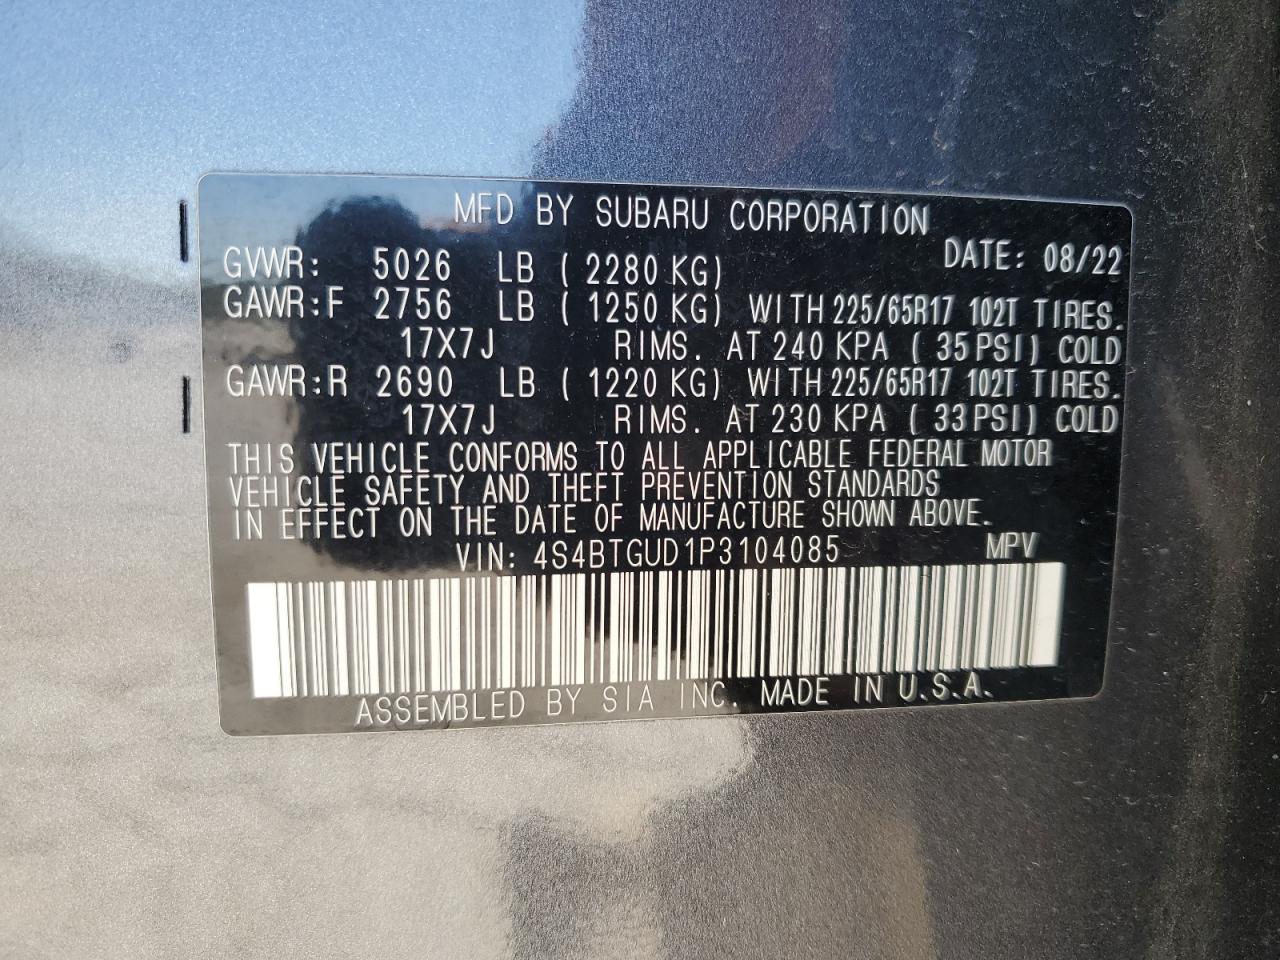 MFD BY SUBARU CORPORATION
DATE: 08/22
GVWR: 5026 LB ( 2280 KG)
GAWR:F 2756 LB ( 1250 KG) WITH 225/65R17 102T TIRES.
17X7J RIMS. AT 240 KPA ( 35 PSI) COLD
GAWR:R 2690 LB ( 1220 KG) WITH 225/65R17 102T TIRES.
17X7J RIMS. AT 230 KPA ( 33 PSI) COLD
THIS VEHICLE CONFORMS TO ALL APPLICABLE FEDERAL MOTOR
VEHICLE SAFETY AND THEFT PREVENTION STANDARDS
IN EFFECT ON THE DATE OF MANUFACTURE SHOWN ABOVE.
VIN: 4S4BTGUD1P3104085 MPV
ASSEMBLED BY SIA INC. MADE IN U.S.A.